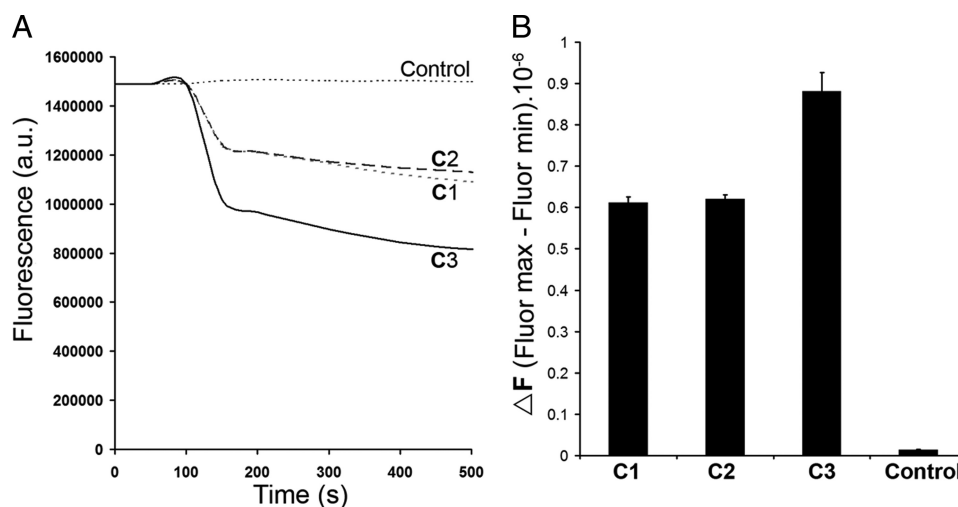 A
1600000
1400000
1200000
1000000
800000
600000
400000
200000
0
Fluorescence (a.u.)
0 100 200 300 400 500
Time (s)
Control
C2
C1
C3
B
1
0.9
0.8
0.7
0.6
0.5
0.4
0.3
0.2
0.1
0
△F (Fluor max - Fluor min).10-6
C1 C2 C3 Control